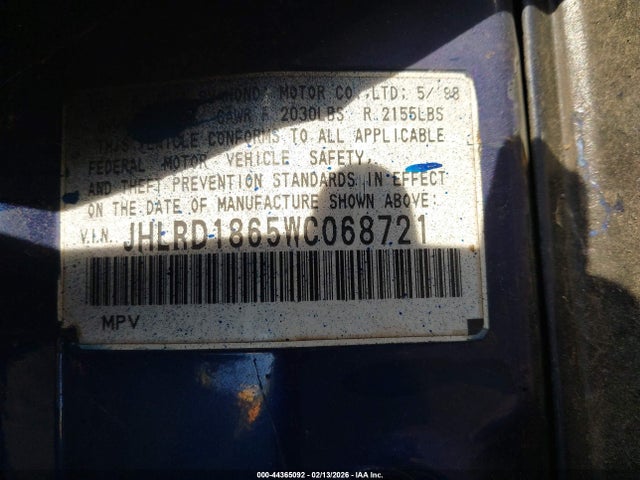 MOTOR CO.,LTD; 5/98
GAWR F 2030LBS R 2155LBS
THIS VEHICLE CONFORMS TO ALL APPLICABLE
FEDERAL MOTOR VEHICLE SAFETY,
AND THEFT PREVENTION STANDARDS IN EFFECT
ON THE DATE OF MANUFACTURE SHOWN ABOVE:
V.I.N. JHLRD1865WC068721
MPV
000-44365092 - 02/13/2026 - IAA Inc.